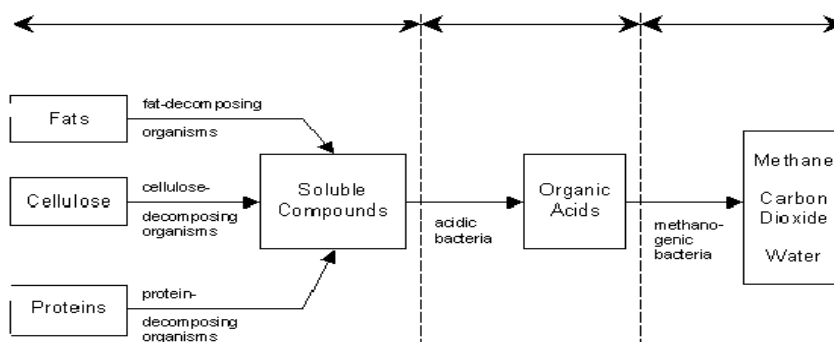 fat-decomposing
organisms
Fats
cellulose-
decomposing
organisms
Cellulose
protein-
decomposing
organisms
Proteins
Soluble
Compounds
acidic
bacteria
Organic
Acids
methano-
genic
bacteria
Methane
Carbon
Dioxide
Water